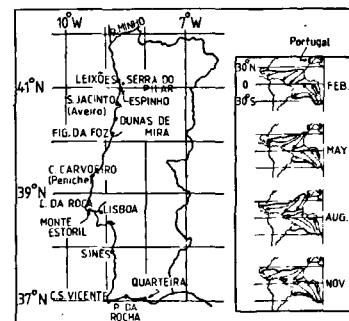 10°W
7°W
R.MINHO
LEIXÕES
SERRA DO PILAR
41°N
S.JACINTO (Aveiro)
ESPINHO
DUNAS DE MIRA
FIG. DA FOZ
C. CARVOEIRO (Peniche)
39°N
C. DA ROCA
LISBOA
MONTE ESTORIL
SINES
QUARTEIRA
37°N
C.S. VICENTE
P. DA ROCHA
Portugal
30°N
0
30°S
FEB.
MAY
AUG.
NOV